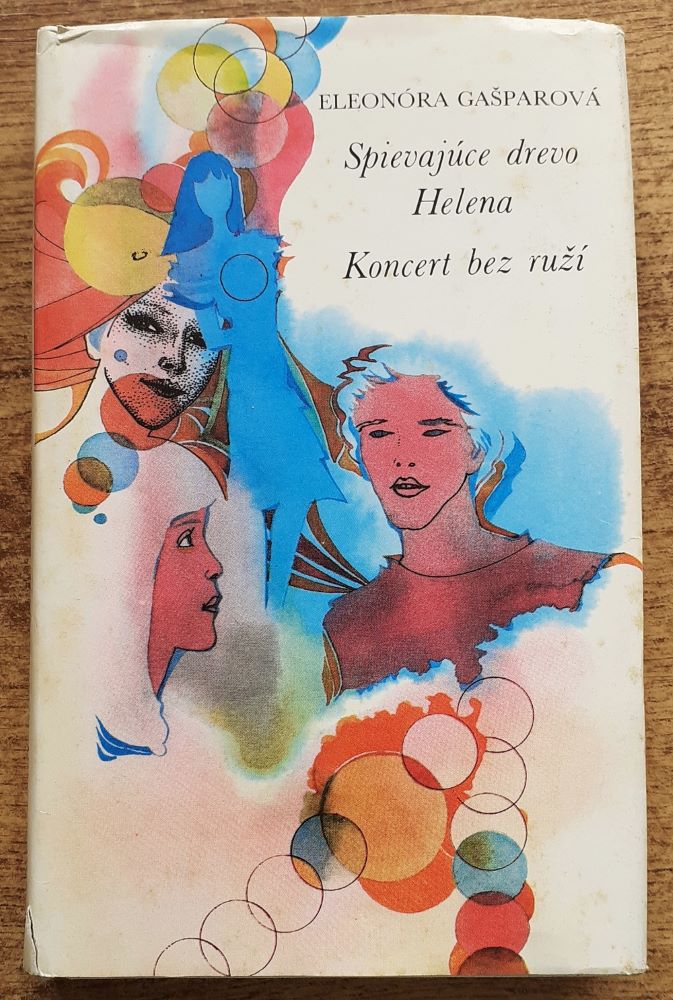 ELEONÓRA GAŠPAROVÁ
Spievajúce drevo
Helena
Koncert bez ruží